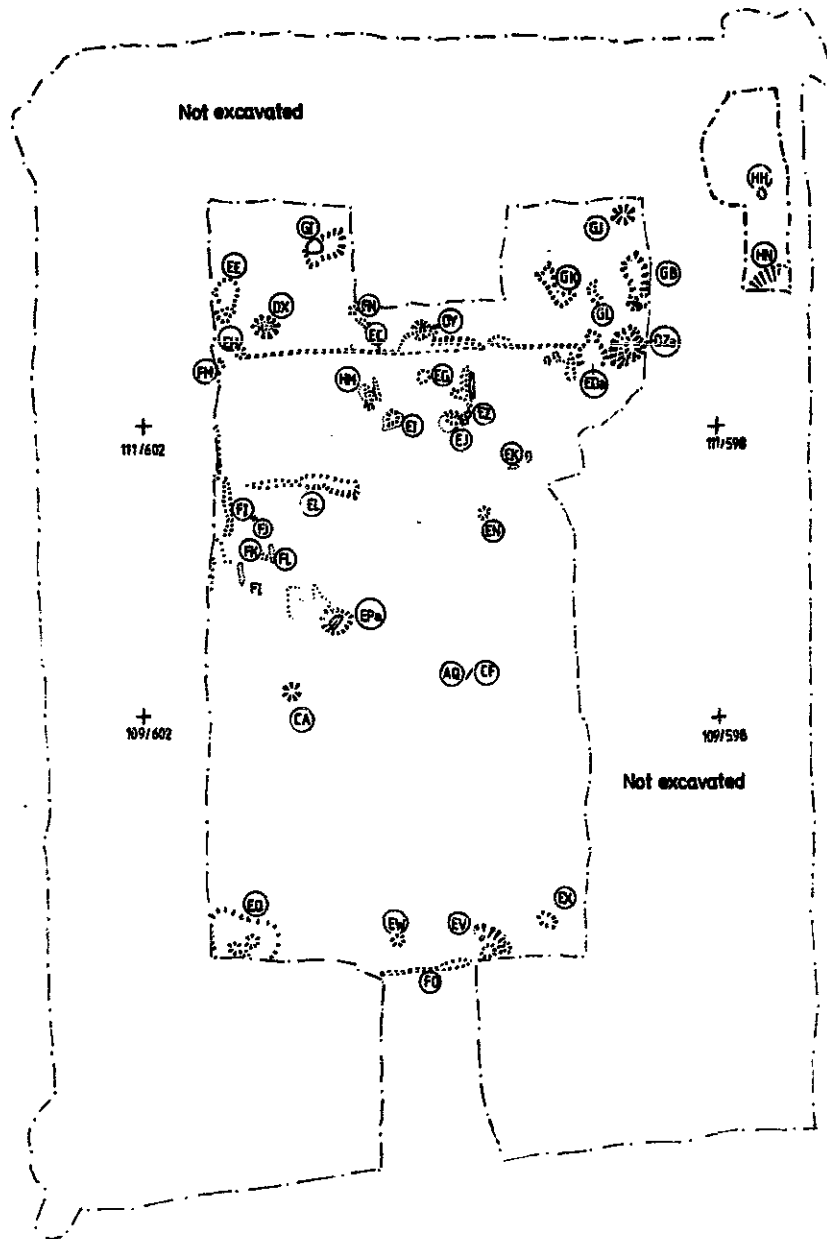 Not excavated
HH
GI
GJ
HN
EE
GK
GB
DX
FN
GL
DY
EC
EH
DZa
FM
HM
EG
EDa
EZ
EI
EJ
111/602
111/598
EK
EL
FI
EN
FJ
FK
FL
FI
EPa
AQ/CF
CA
109/602
109/598
Not excavated
EX
EW
EV
FO